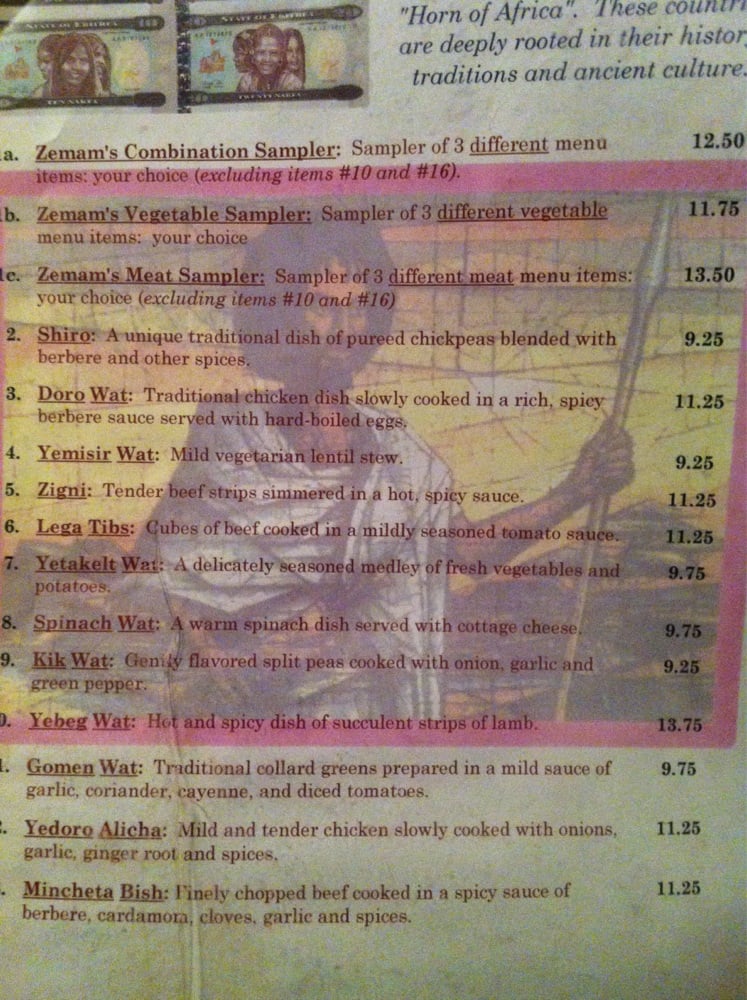 STATE OF ERITREA
STATE OF ERITREA
TEN NAKFA
TWENTY NAKFA
"Horn of Africa". These countri
are deeply rooted in their histor
traditions and ancient culture.
a. Zemam's Combination Sampler: Sampler of 3 different menu 12.50
items: your choice (excluding items #10 and #16).
b. Zemam's Vegetable Sampler: Sampler of 3 different vegetable 11.75
menu items: your choice
1c. Zemam's Meat Sampler: Sampler of 3 different meat menu items: 13.50
your choice (excluding items #10 and #16)
2. Shiro: A unique traditional dish of pureed chickpeas blended with 9.25
berbere and other spices.
3. Doro Wat: Traditional chicken dish slowly cooked in a rich, spicy 11.25
berbere sauce served with hard-boiled eggs.
4. Yemisir Wat: Mild vegetarian lentil stew. 9.25
5. Zigni: Tender beef strips simmered in a hot, spicy sauce. 11.25
6. Lega Tibs: Cubes of beef cooked in a mildly seasoned tomato sauce. 11.25
7. Yetakelt Wat: A delicately seasoned medley of fresh vegetables and 9.75
potatoes.
8. Spinach Wat: A warm spinach dish served with cottage cheese. 9.75
9. Kik Wat: Gently flavored split peas cooked with onion, garlic and 9.25
green pepper.
0. Yebeg Wat: Hot and spicy dish of succulent strips of lamb. 13.75
. Gomen Wat: Traditional collard greens prepared in a mild sauce of 9.75
garlic, coriander, cayenne, and diced tomatoes.
. Yedoro Alicha: Mild and tender chicken slowly cooked with onions, 11.25
garlic, ginger root and spices.
. Mincheta Bish: Finely chopped beef cooked in a spicy sauce of 11.25
berbere, cardamom, cloves, garlic and spices.